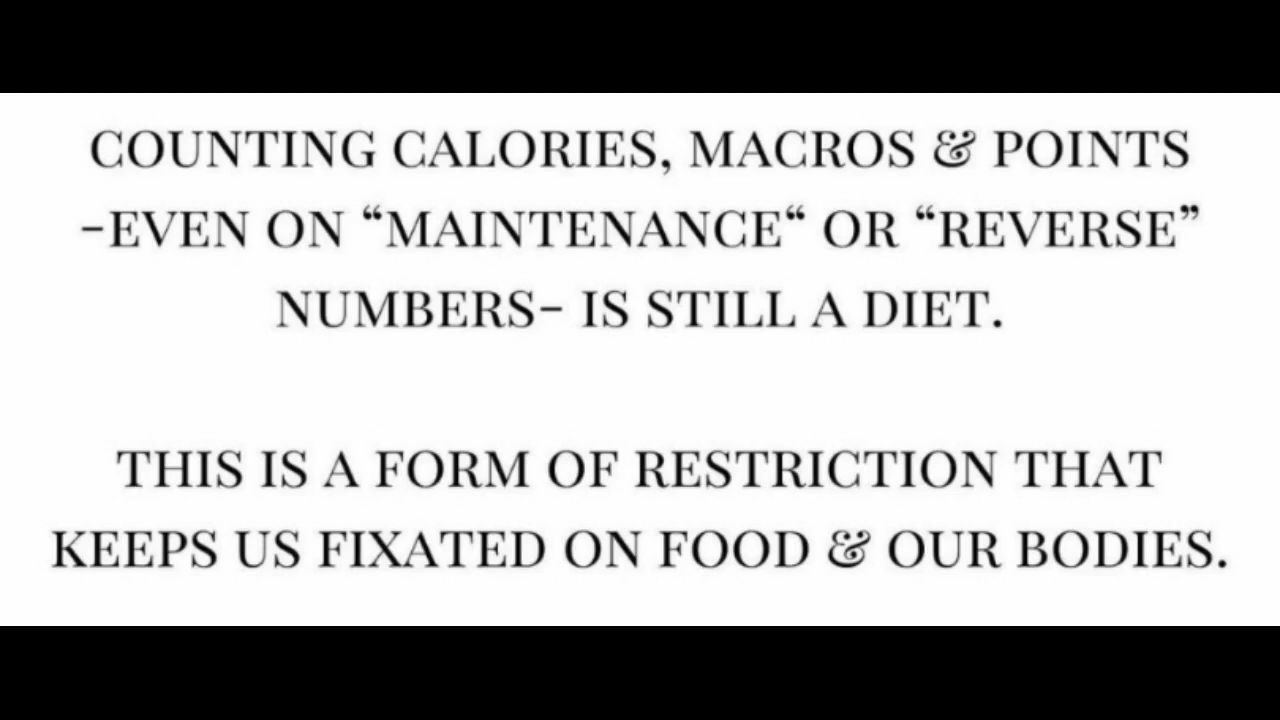 COUNTING CALORIES, MACROS & POINTS
-EVEN ON “MAINTENANCE“ OR “REVERSE”
NUMBERS- IS STILL A DIET.
THIS IS A FORM OF RESTRICTION THAT
KEEPS US FIXATED ON FOOD & OUR BODIES.